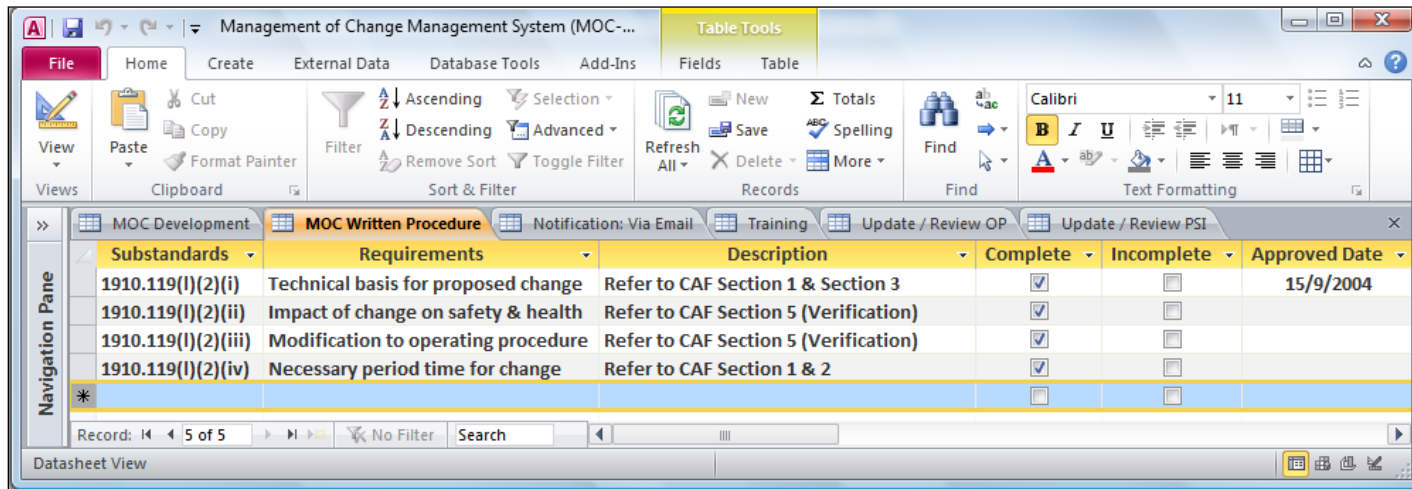 Management of Change Management System (MOC-... Table Tools
File Home Create External Data Database Tools Add-Ins Fields Table
Cut Ascending Selection New Totals Calibri 11
Copy Descending Advanced Save Spelling B I U
View Paste Format Painter Filter Remove Sort Toggle Filter Refresh All Delete More Find A
Views Clipboard Sort & Filter Records Find Text Formatting
MOC Development MOC Written Procedure Notification: Via Email Training Update / Review OP Update / Review PSI
Substandards Requirements Description Complete Incomplete Approved Date
1910.119(l)(2)(i) Technical basis for proposed change Refer to CAF Section 1 & Section 3 15/9/2004
1910.119(l)(2)(ii) Impact of change on safety & health Refer to CAF Section 5 (Verification)
1910.119(l)(2)(iii) Modification to operating procedure Refer to CAF Section 5 (Verification)
1910.119(l)(2)(iv) Necessary period time for change Refer to CAF Section 1 & 2
Navigation Pane
Record: 5 of 5 No Filter Search
Datasheet View